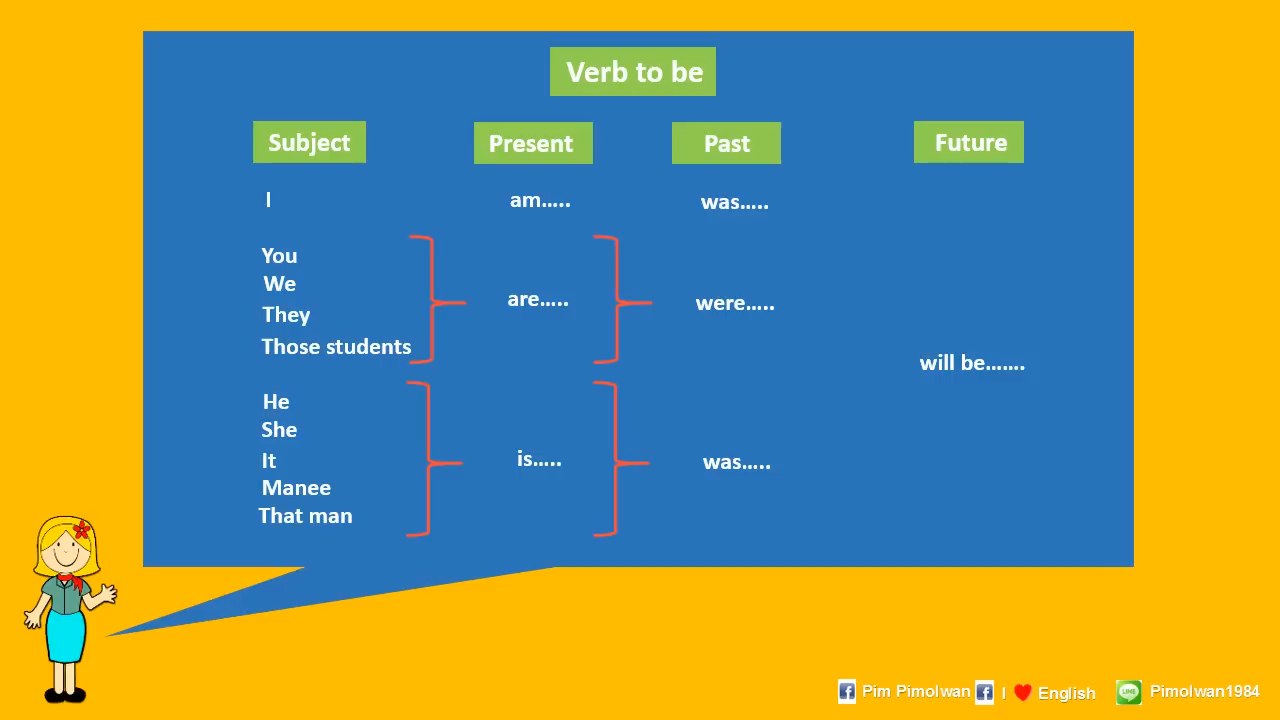 Verb to be
Subject Present Past Future
I am..... was.....
You
We
are..... were.....
They
Those students
will be.......
He
She
It is..... was.....
Manee
That man
Pim Pimolwan I English Pimolwan1984